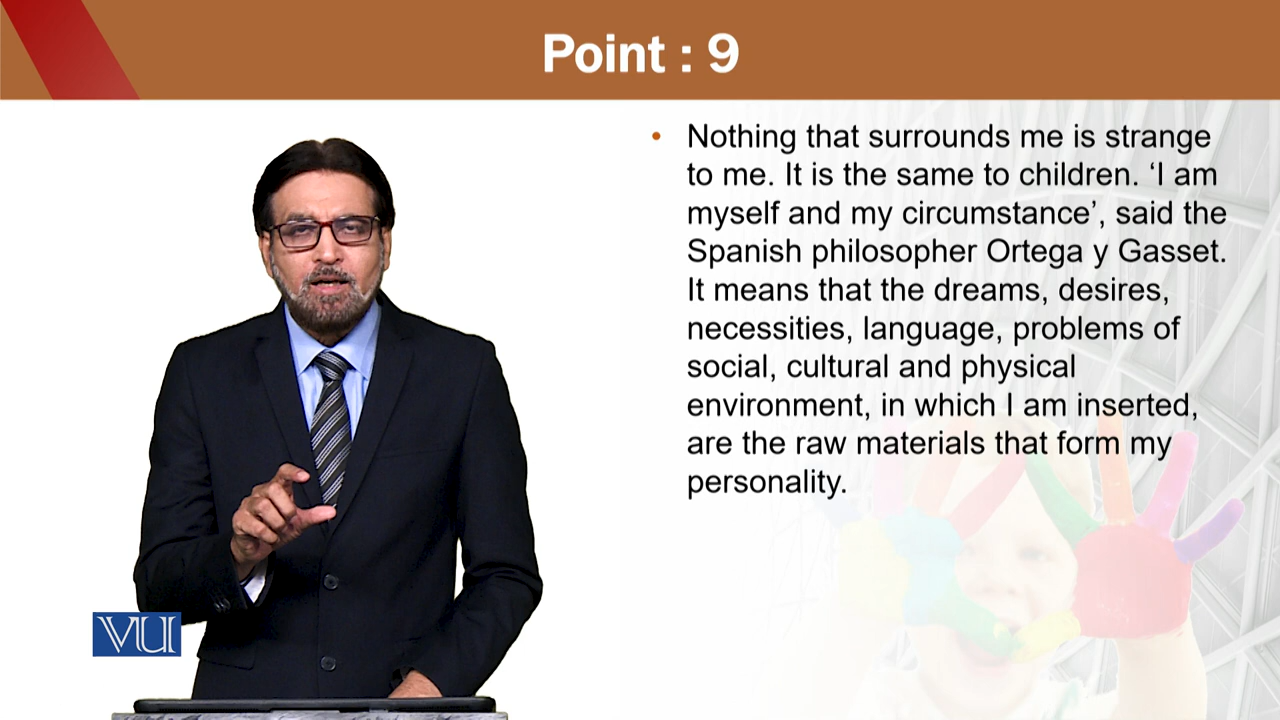 Point : 9
• Nothing that surrounds me is strange
to me. It is the same to children. ‘I am
myself and my circumstance’, said the
Spanish philosopher Ortega y Gasset.
It means that the dreams, desires,
necessities, language, problems of
social, cultural and physical
environment, in which I am inserted,
are the raw materials that form my
personality.
VU